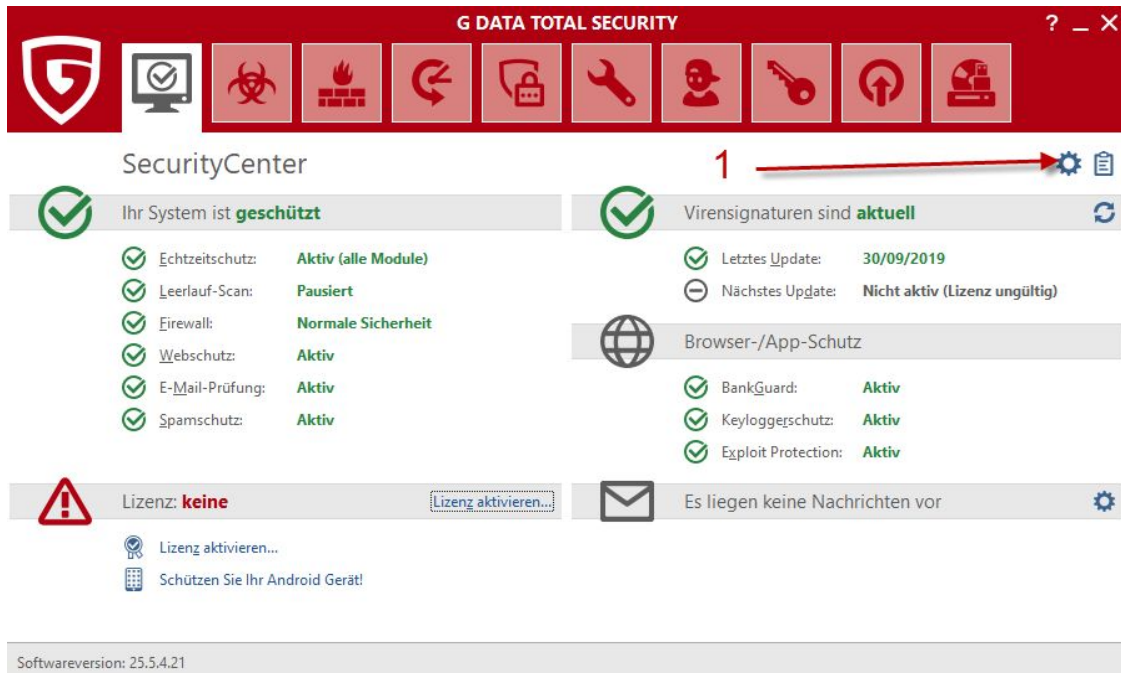 G DATA TOTAL SECURITY
SecurityCenter
1
Ihr System ist geschützt
Echtzeitschutz: Aktiv (alle Module)
Leerlauf-Scan: Pausiert
Firewall: Normale Sicherheit
Webschutz: Aktiv
E-Mail-Prüfung: Aktiv
Spamschutz: Aktiv
Virensignaturen sind aktuell
Letztes Update: 30/09/2019
Nächstes Update: Nicht aktiv (Lizenz ungültig)
Browser-/App-Schutz
BankGuard: Aktiv
Keyloggerschutz: Aktiv
Exploit Protection: Aktiv
Lizenz: keine Lizenz aktivieren...
Lizenz aktivieren...
Schützen Sie Ihr Android Gerät!
Es liegen keine Nachrichten vor
Softwareversion: 25.5.4.21